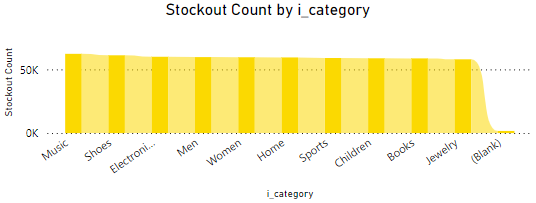 Stockout Count by i_category
Stockout Count
50K
0K
Music
Shoes
Electroni...
Men
Women
Home
Sports
Children
Books
Jewelry
(Blank)
i_category